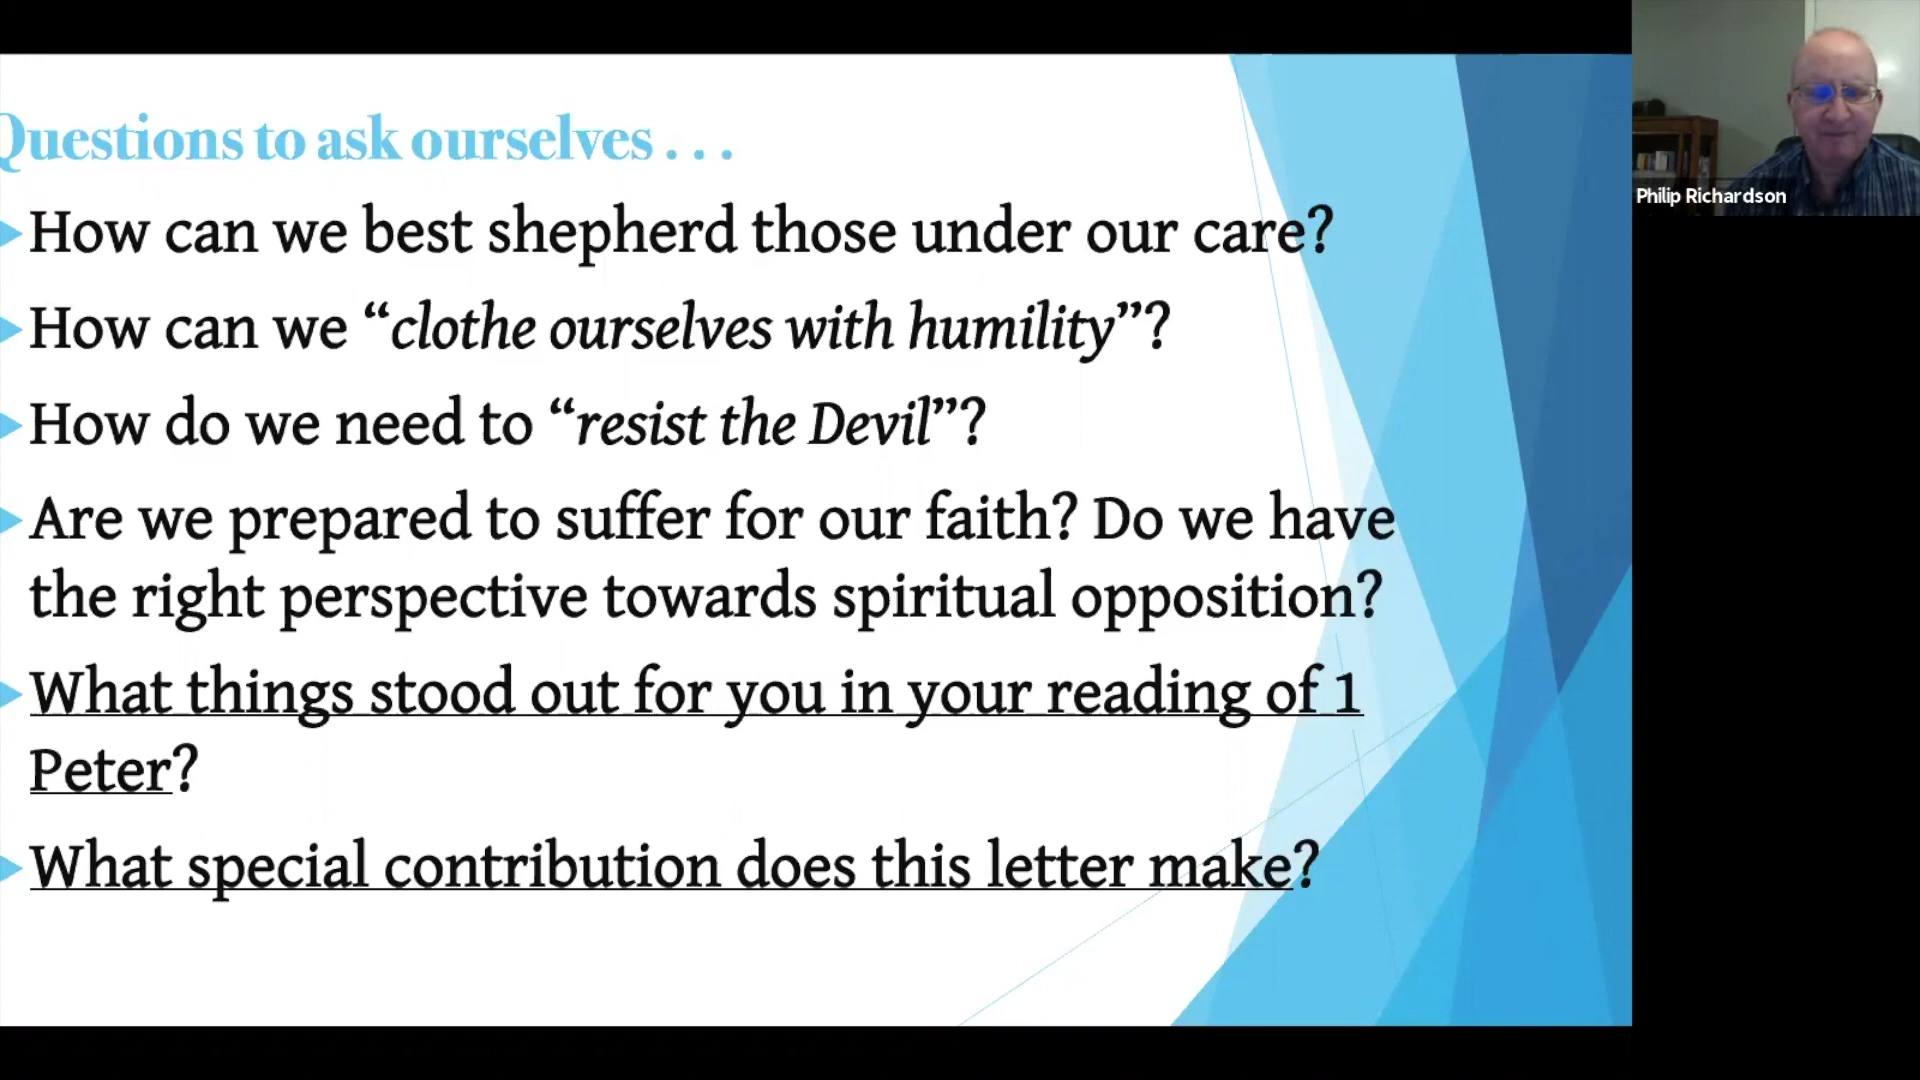 Questions to ask ourselves . . .
How can we best shepherd those under our care?
How can we “clothe ourselves with humility”?
How do we need to “resist the Devil”?
Are we prepared to suffer for our faith? Do we have
the right perspective towards spiritual opposition?
What things stood out for you in your reading of 1
Peter?
What special contribution does this letter make?
Philip Richardson